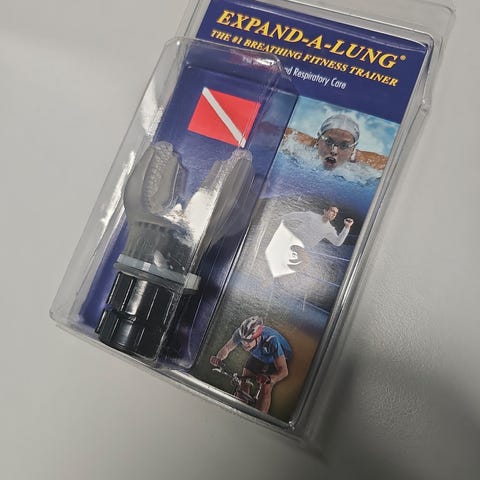 EXPAND-A-LUNG®
THE #1 BREATHING FITNESS TRAINER
Respiratory Care